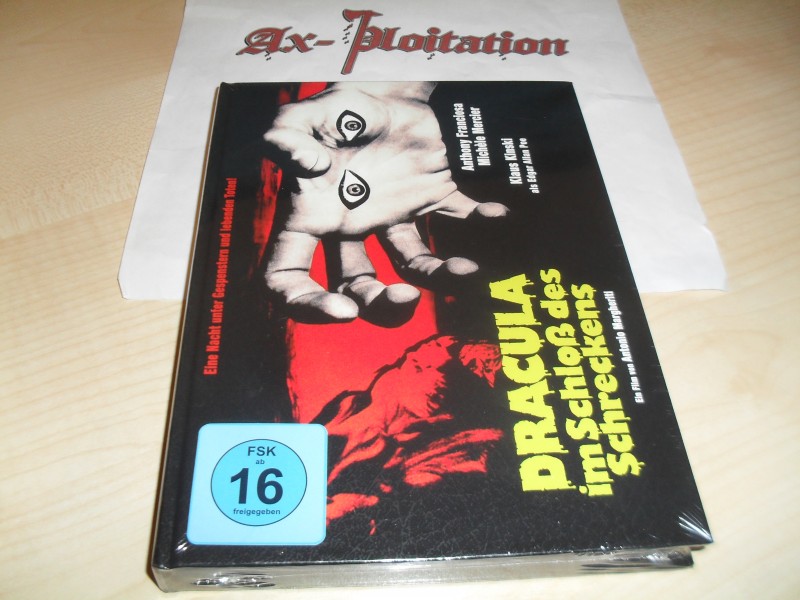 Ax-Ploitation
Eine Nacht unter Gespenstern und lebenden Toten!
Anthony Franciosa
Michèle Mercier
Klaus Kinski
als Edgar Allan Poe
DRACULA
im Schloß des
Schreckens
Ein Film von Antonio Margheriti
FSK
ab
16
freigegeben